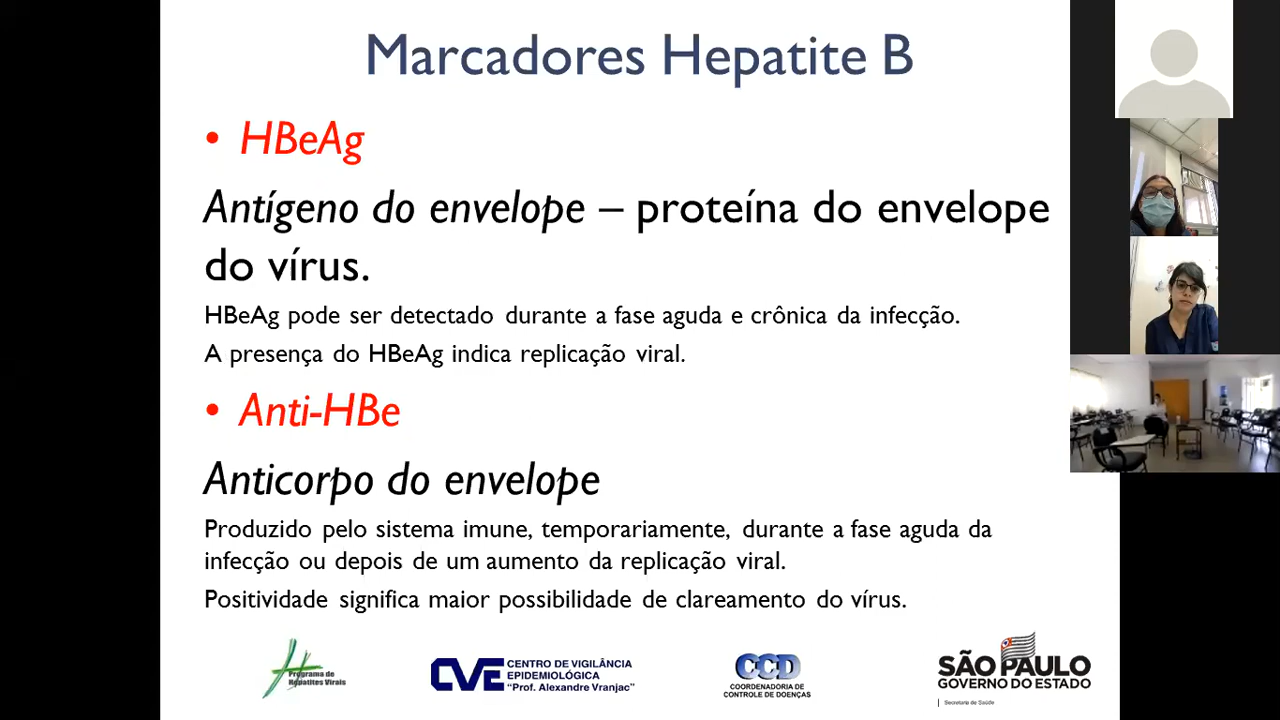 Marcadores Hepatite B
• HBeAg
Antígeno do envelope – proteína do envelope
do vírus.
HBeAg pode ser detectado durante a fase aguda e crônica da infecção.
A presença do HBeAg indica replicação viral.
• Anti-HBe
Anticorpo do envelope
Produzido pelo sistema imune, temporariamente, durante a fase aguda da
infecção ou depois de um aumento da replicação viral.
Positividade significa maior possibilidade de clareamento do vírus.
Programa de
Hepatites Virais
CVE CENTRO DE VIGILÂNCIA
EPIDEMIOLÓGICA
"Prof. Alexandre Vranjac"
CCD
COORDENADORIA DE
CONTROLE DE DOENÇAS
SÃO PAULO
GOVERNO DO ESTADO
Secretaria de Saúde